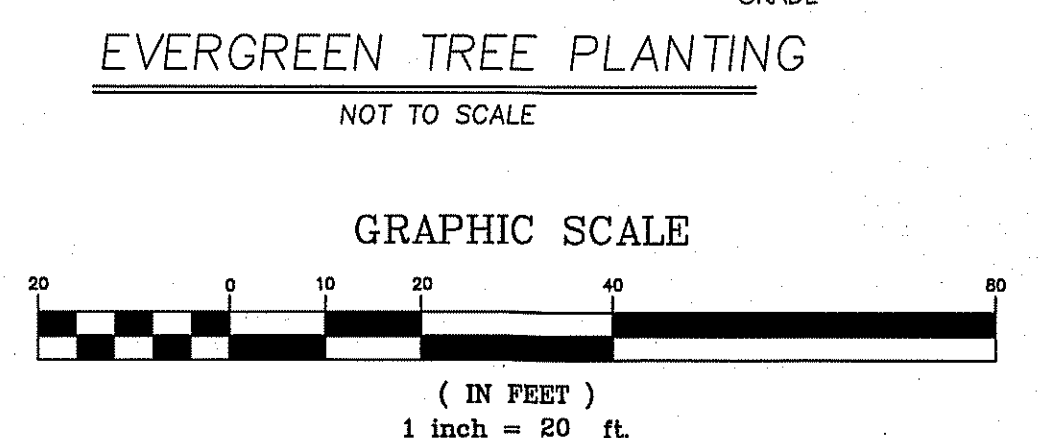 GRADE
EVERGREEN TREE PLANTING
NOT TO SCALE
GRAPHIC SCALE
20 0 10 20 40 80
( IN FEET )
1 inch = 20 ft.